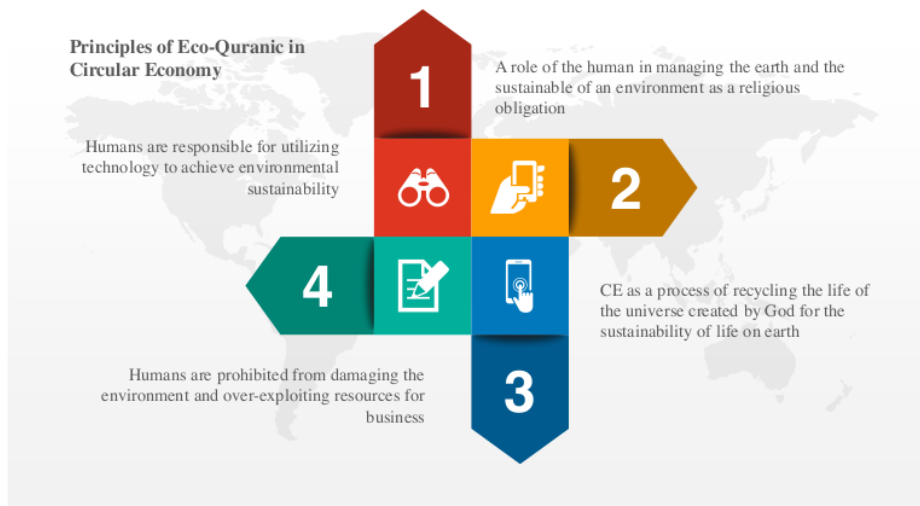 Principles of Eco-Quranic in
Circular Economy
1
A role of the human in managing the earth and the
sustainable of an environment as a religious
obligation
Humans are responsible for utilizing
technology to achieve environmental
sustainability
2
4
CE as a process of recycling the life of
the universe created by God for the
sustainability of life on earth
Humans are prohibited from damaging the
environment and over-exploiting resources for
business
3